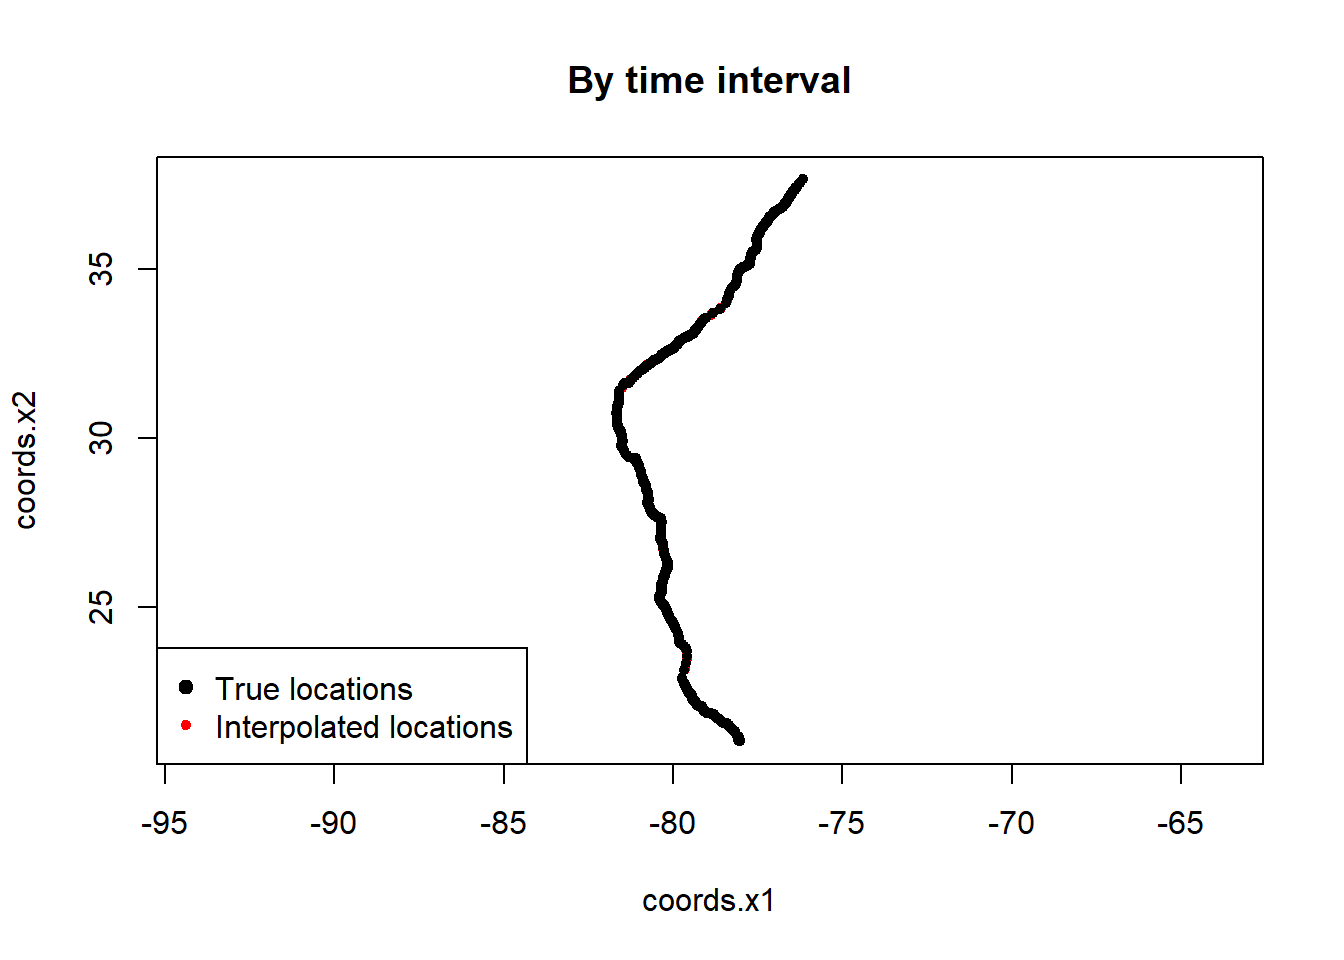 By time interval
coords.x2
35
30
25
True locations
Interpolated locations
-95 -90 -85 -80 -75 -70 -65
coords.x1